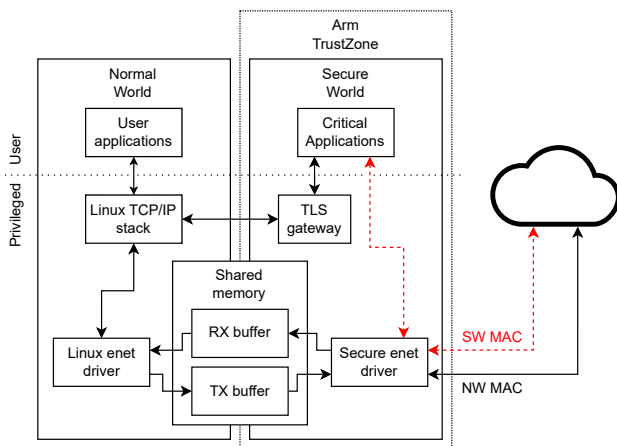 Arm
TrustZone
Normal
World
Secure
World
User
applications
Critical
Applications
User
Privileged
Linux TCP/IP
stack
TLS
gateway
Shared
memory
RX buffer
Linux enet
driver
TX buffer
Secure enet
driver
SW MAC
NW MAC